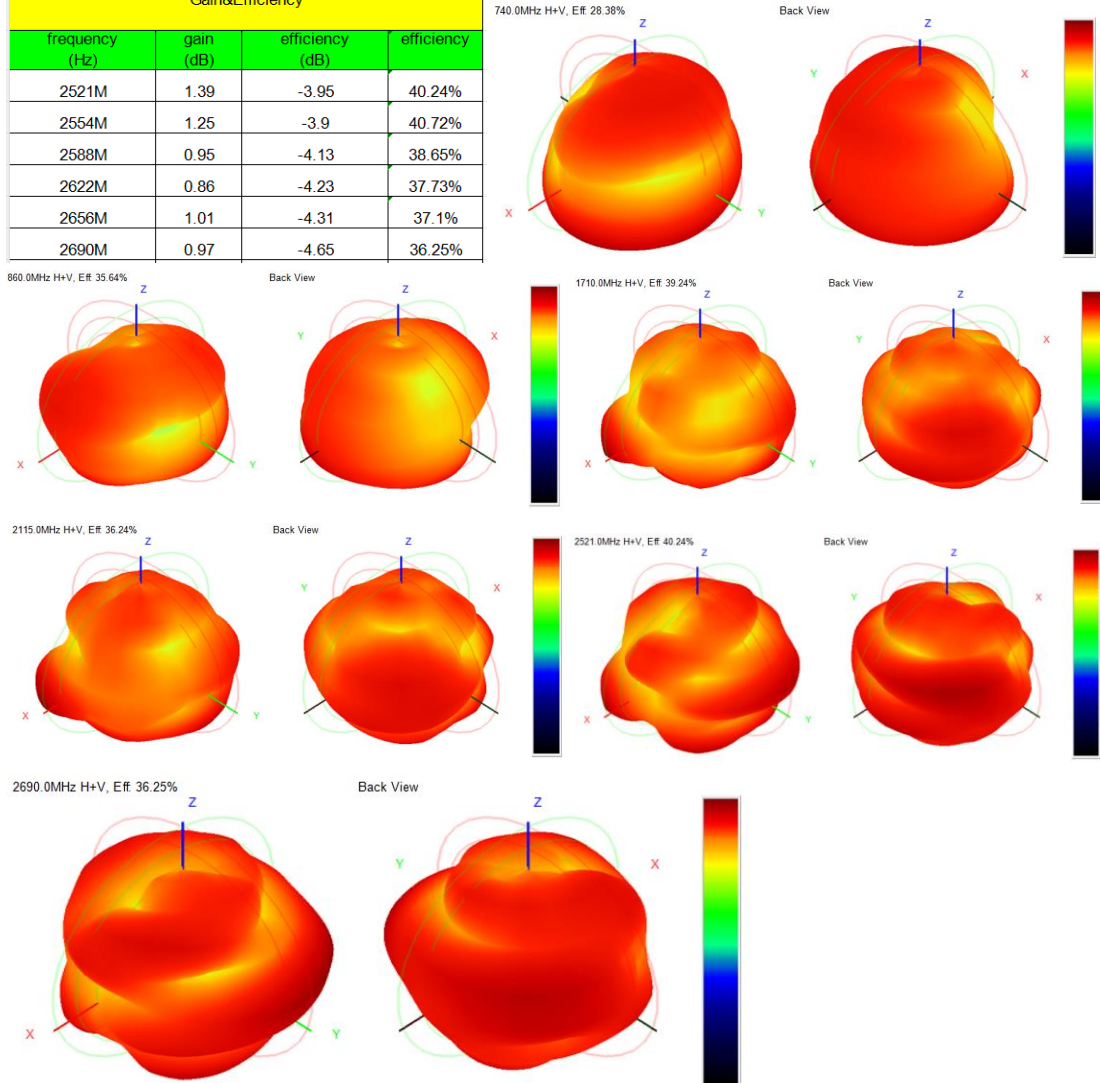 Gain&Efficiency
frequency (Hz) gain (dB) efficiency (dB) efficiency
2521M 1.39 -3.95 40.24%
2554M 1.25 -3.9 40.72%
2588M 0.95 -4.13 38.65%
2622M 0.86 -4.23 37.73%
2656M 1.01 -4.31 37.1%
2690M 0.97 -4.65 36.25%
740.0MHz H+V, Eff: 28.38% Back View
Z
Y X
X Y
860.0MHz H+V, Eff: 35.64% Back View
Z Z
Y X
X Y
1710.0MHz H+V, Eff: 39.24% Back View
Z Z
Y X
X Y
2115.0MHz H+V, Eff: 36.24% Back View
Z Z
Y X
X Y
2521.0MHz H+V, Eff: 40.24% Back View
Z Z
Y X
X Y
2690.0MHz H+V, Eff: 36.25% Back View
Z Z
Y X
X Y